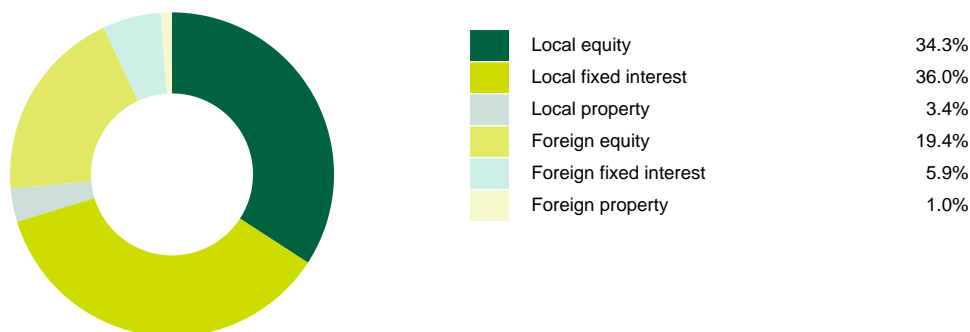 Local equity 34.3%
Local fixed interest 36.0%
Local property 3.4%
Foreign equity 19.4%
Foreign fixed interest 5.9%
Foreign property 1.0%